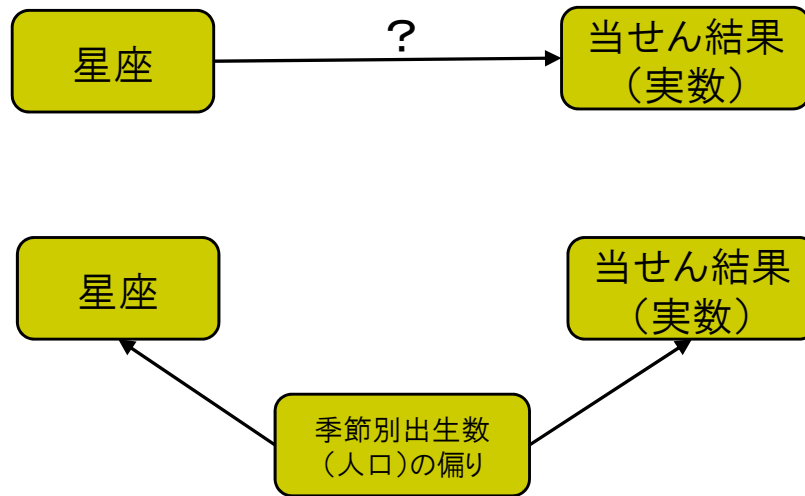 星座
?
当せん結果
（実数）
星座
当せん結果
（実数）
季節別出生数
（人口）の偏り